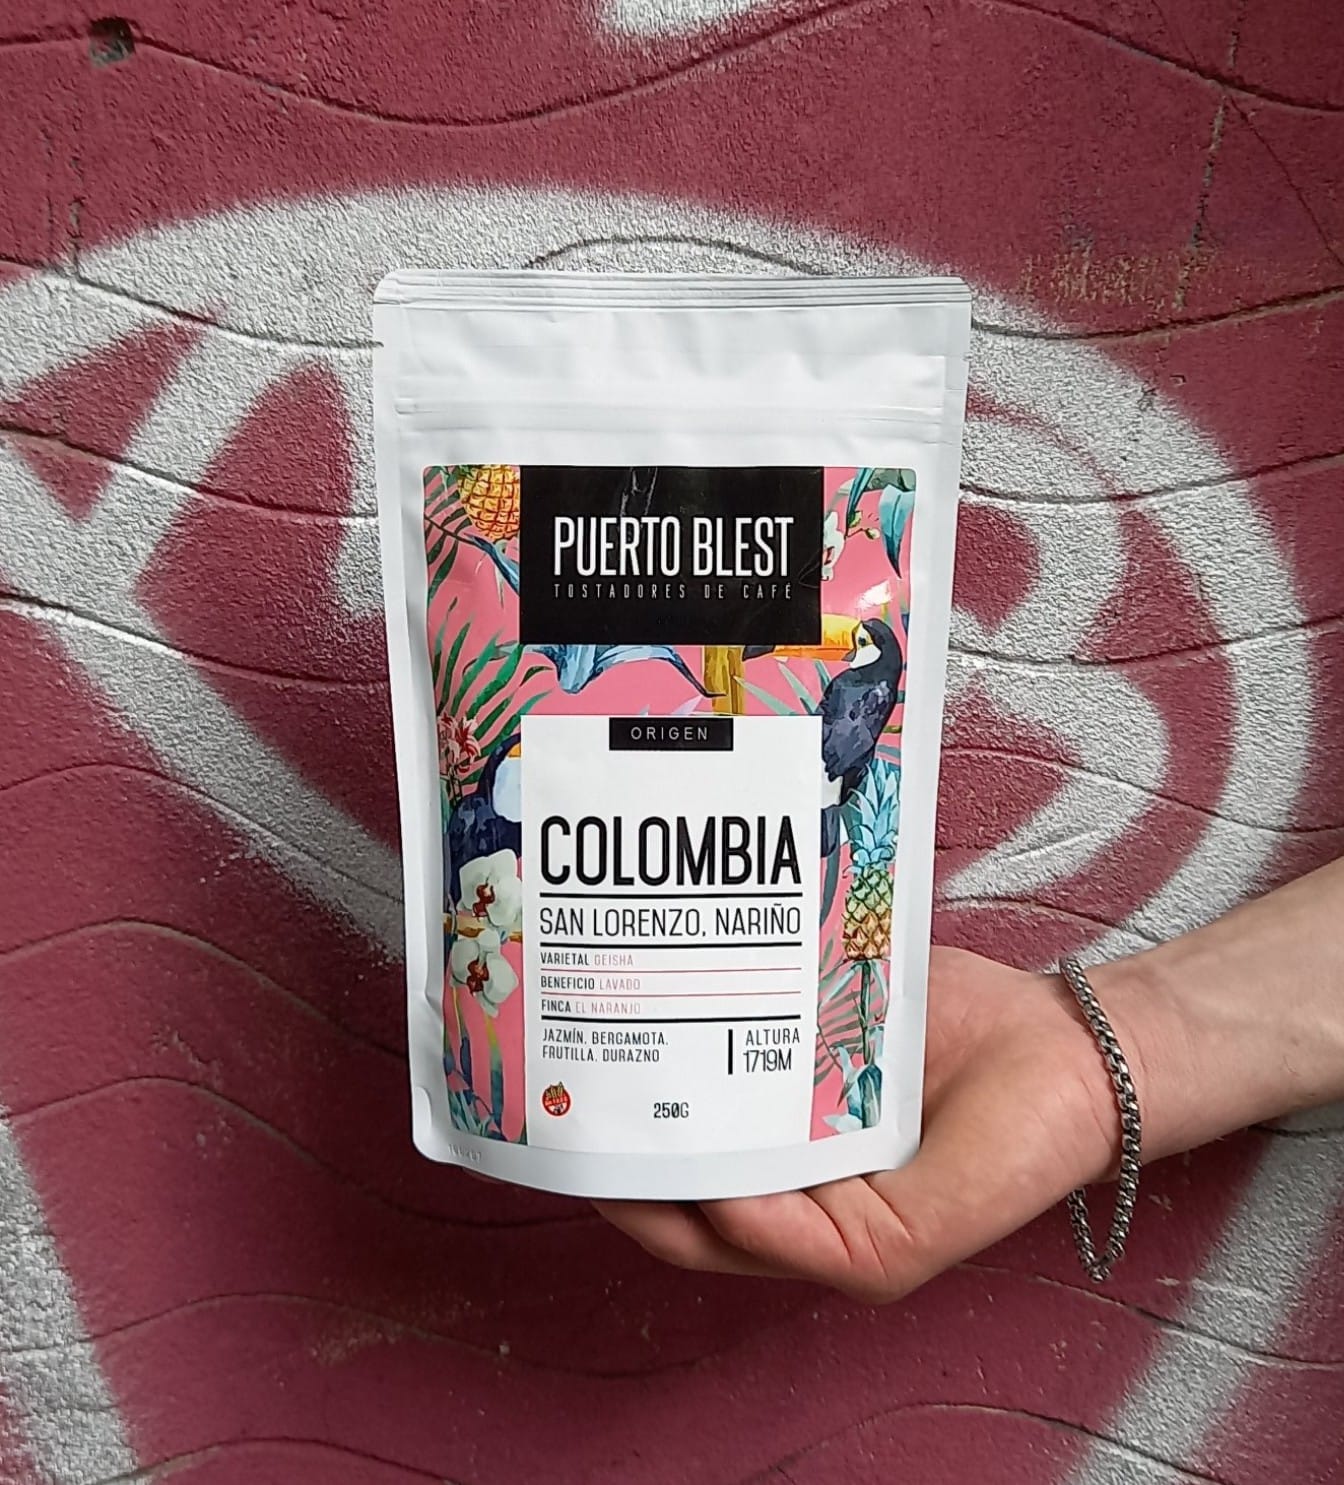 PUERTO BLEST
TOSTADORES DE CAFÉ
ORIGEN
COLOMBIA
SAN LORENZO, NARIÑO
VARIETAL GEISHA
BENEFICIO LAVADO
FINCA EL NARANJO
JAZMÍN, BERGAMOTA,
FRUTILLA, DURAZNO
ALTURA
1719M
250G